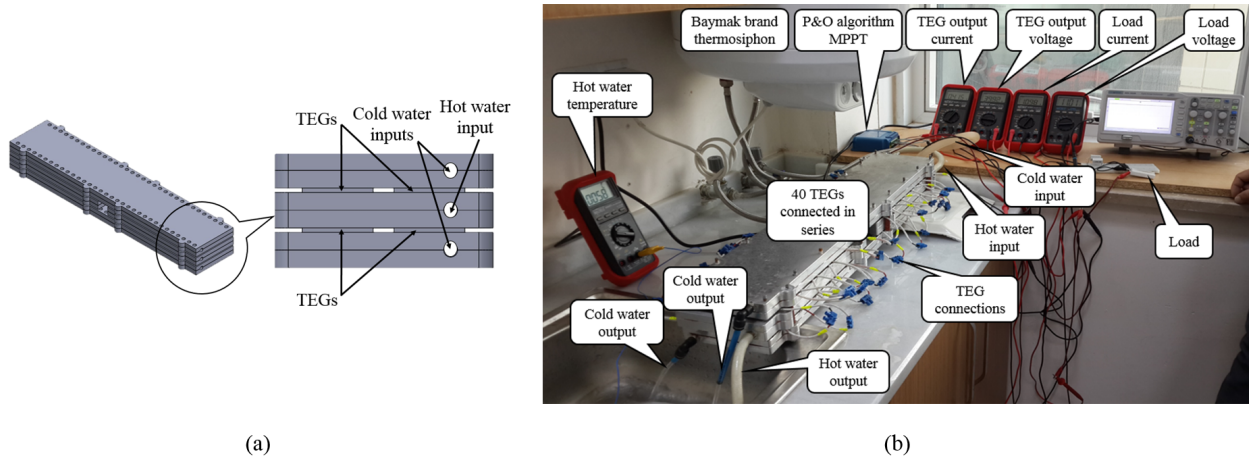 TEGs
Cold water
inputs
Hot water
input
TEGs
(a)
Baymak brand
thermosiphon
P&O algorithm
MPPT
TEG output
current
TEG output
voltage
Load
current
Load
voltage
Hot water
temperature
40 TEGs
connected in
series
Cold water
input
Hot water
input
Load
Cold water
output
TEG
connections
Cold water
output
Hot water
output
(b)